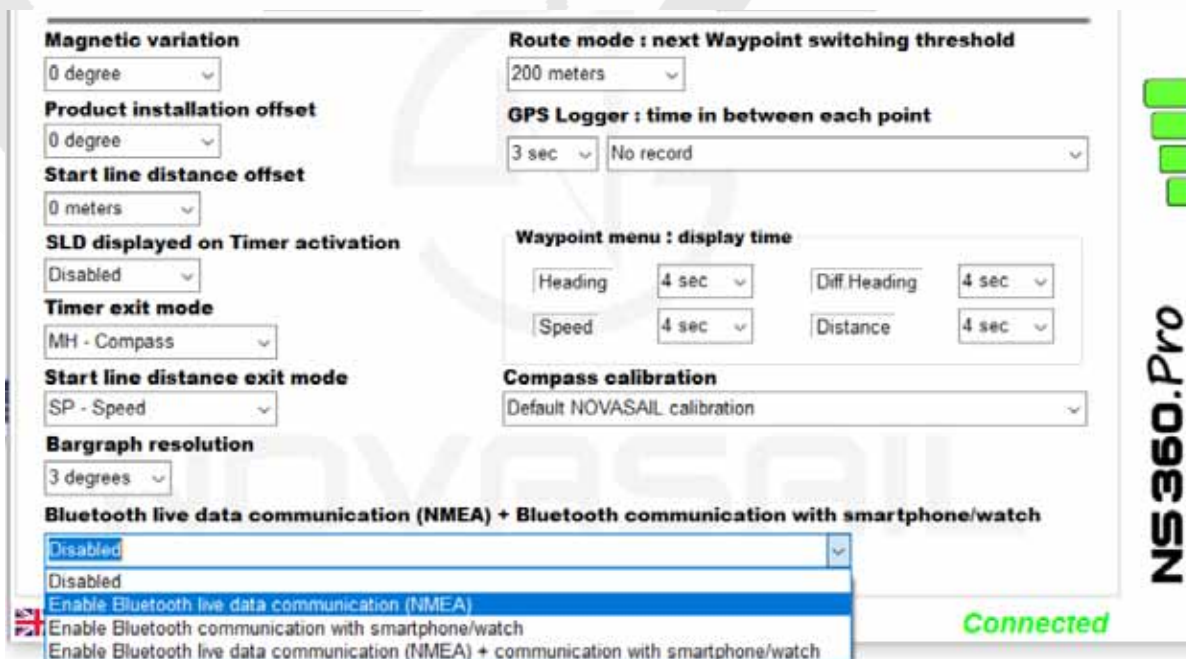 Magnetic variation
0 degree
Product installation offset
0 degree
Start line distance offset
0 meters
SLD displayed on Timer activation
Disabled
Timer exit mode
MH - Compass
Start line distance exit mode
SP - Speed
Bargraph resolution
3 degrees
Route mode : next Waypoint switching threshold
200 meters
GPS Logger : time in between each point
3 sec No record
Waypoint menu : display time
Heading 4 sec Diff.Heading 4 sec
Speed 4 sec Distance 4 sec
Compass calibration
Default NOVASAIL calibration
Bluetooth live data communication (NMEA) + Bluetooth communication with smartphone/watch
Disabled
Disabled
Enable Bluetooth live data communication (NMEA)
Enable Bluetooth communication with smartphone/watch
Enable Bluetooth live data communication (NMEA) + communication with smartphone/watch
Connected
NS360.Pro
NOVASAIL